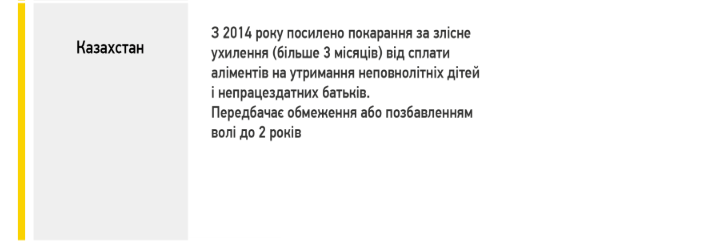 Казахстан
З 2014 року посилено покарання за злісне
ухилення (більше 3 місяців) від сплати
аліментів на утримання неповнолітніх дітей
і непрацездатних батьків.
Передбачає обмеження або позбавленням
волі до 2 років